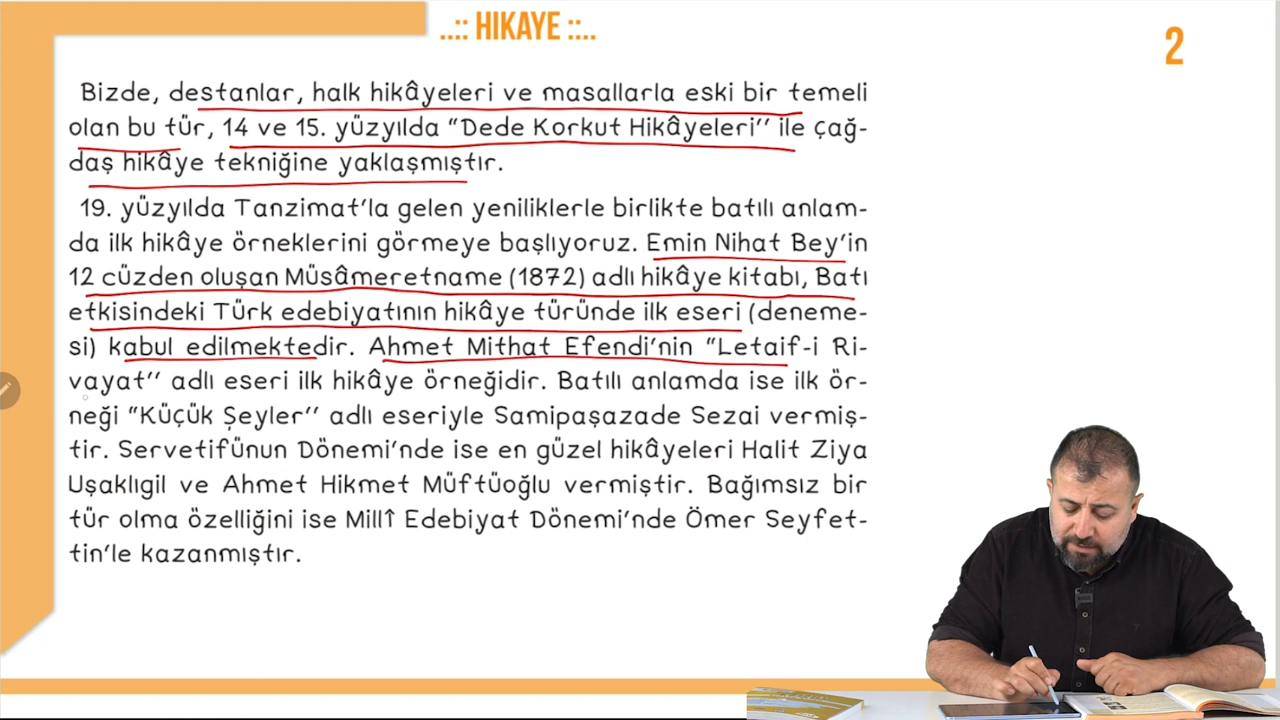 ..:: HIKAYE ::..
2
Bizde, destanlar, halk hikâyeleri ve masallarla eski bir temeli
olan bu tür, 14 ve 15. yüzyılda “Dede Korkut Hikâyeleri’’ ile çağ-
daş hikâye tekniğine yaklaşmıştır.
19. yüzyılda Tanzimat’la gelen yeniliklerle birlikte batılı anlam-
da ilk hikâye örneklerini görmeye başlıyoruz. Emin Nihat Bey’in
12 cüzden oluşan Müsâmeretname (1872) adlı hikâye kitabı, Batı
etkisindeki Türk edebiyatının hikâye türünde ilk eseri (deneme-
si) kabul edilmektedir. Ahmet Mithat Efendi’nin “Letaif-i Ri-
vayat’’ adlı eseri ilk hikâye örneğidir. Batılı anlamda ise ilk ör-
neği “Küçük Şeyler’’ adlı eseriyle Samipaşazade Sezai vermiş-
tir. Servetifünun Dönemi’nde ise en güzel hikâyeleri Halit Ziya
Uşaklıgil ve Ahmet Hikmet Müftüoğlu vermiştir. Bağımsız bir
tür olma özelliğini ise Millî Edebiyat Dönemi’nde Ömer Seyfet-
tin’le kazanmıştır.